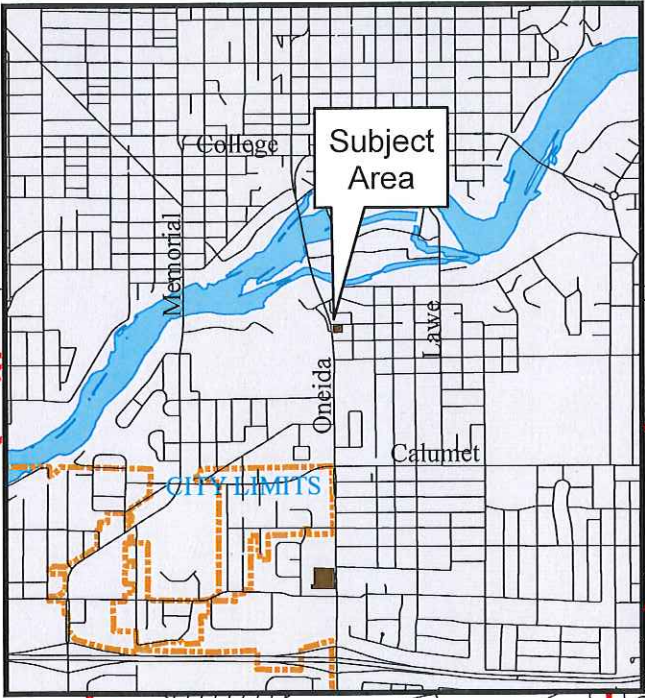 College
Subject
Area
Memorial
Lawe
Oneida
Calumet
CITY LIMITS